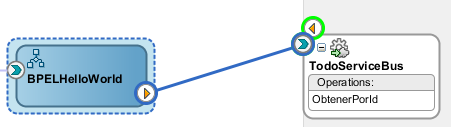 BPELHelloWorld
TodoServiceBus
Operations:
ObtenerPorId